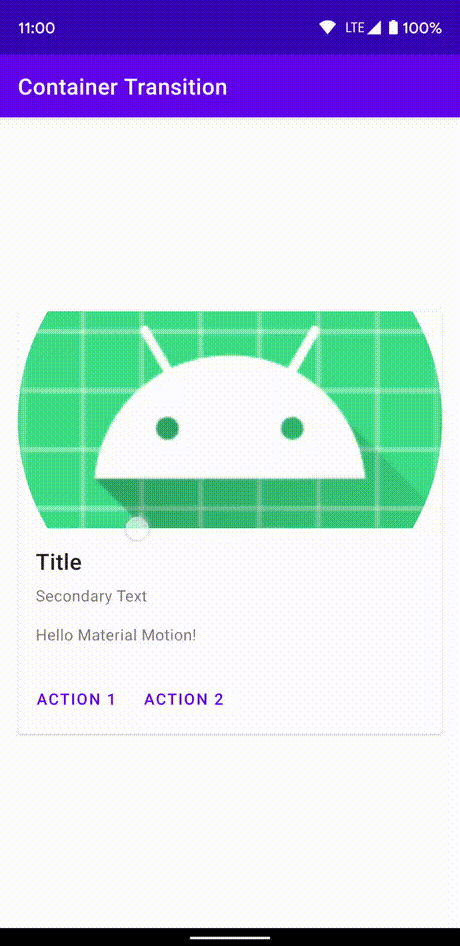 11:00 LTE 100%
Container Transition
Title
Secondary Text
Hello Material Motion!
ACTION 1 ACTION 2